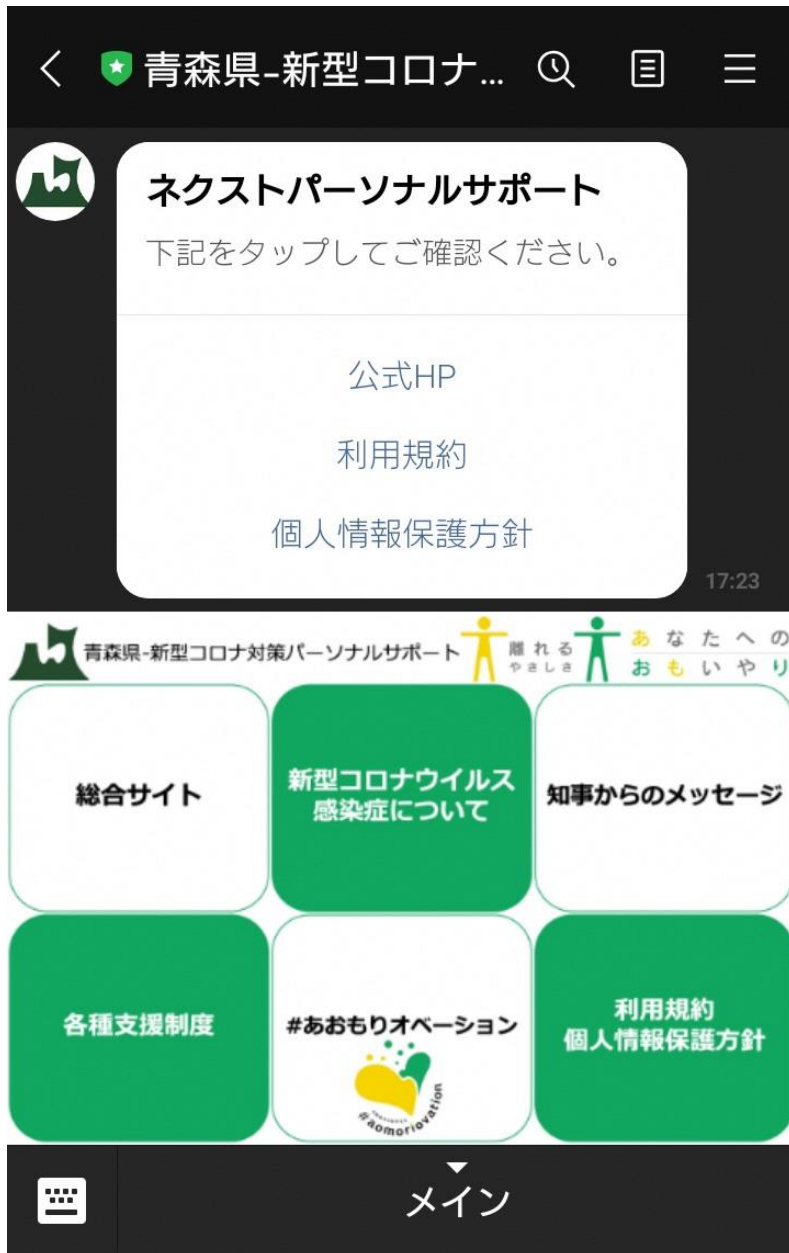 青森県-新型コロナ...
ネクストパーソナルサポート
下記をタップしてご確認ください。
公式HP
利用規約
個人情報保護方針
17:23
青森県-新型コロナ対策パーソナルサポート
離れる
やさしさ
あなたへの
おもいやり
総合サイト
新型コロナウイルス
感染症について
知事からのメッセージ
各種支援制度
#あおもりオベーション
#aomoriovation
利用規約
個人情報保護方針
メイン